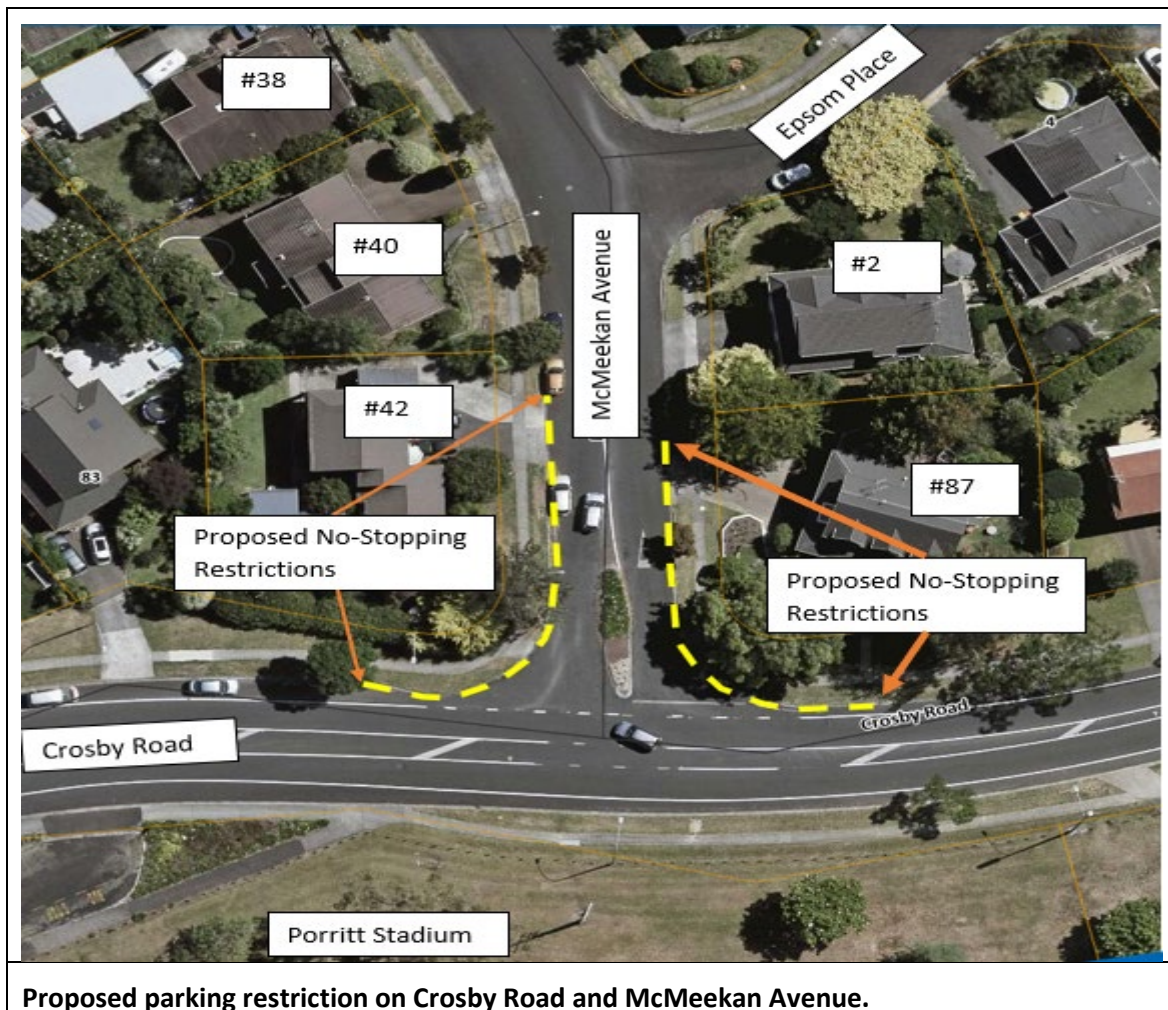 #38
Epsom Place
4
#40
#2
McMeekan Avenue
#42
#87
83
Proposed No-Stopping
Restrictions
Proposed No-Stopping
Restrictions
Crosby Road
Crosby Road
Porritt Stadium
Proposed parking restriction on Crosby Road and McMeekan Avenue.